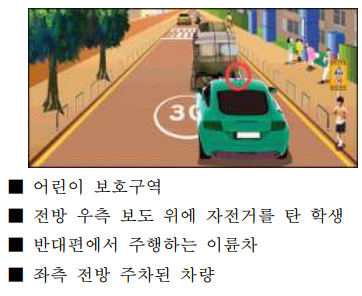 30
■ 어린이 보호구역
■ 전방 우측 보도 위에 자전거를 탄 학생
■ 반대편에서 주행하는 이륜차
■ 좌측 전방 주차된 차량